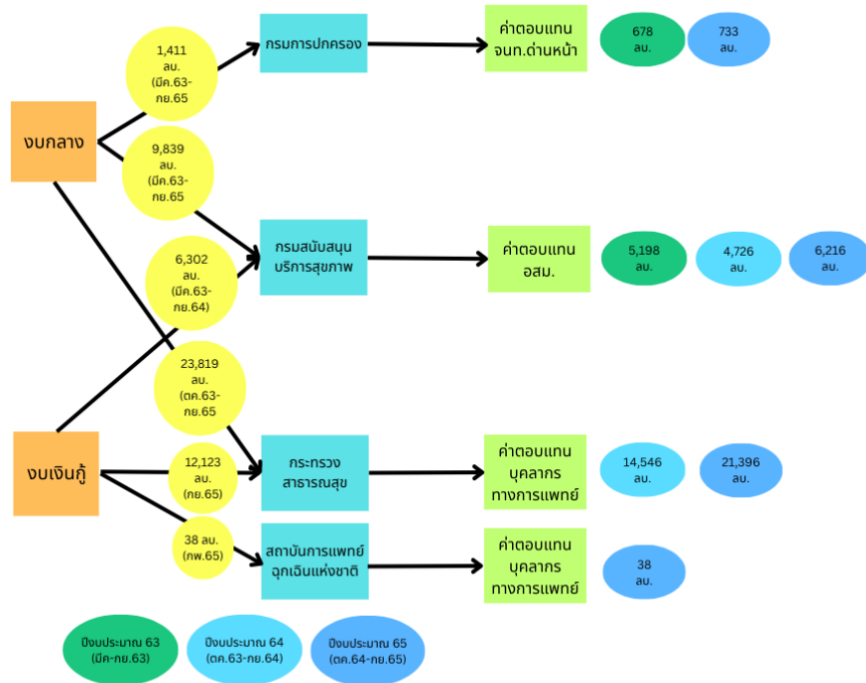 1,411
ลบ.
(มีค.63-
กย.65
กรมการปกครอง
ค่าตอบแทน
จนท.ด่านหน้า
678
ลบ.
733
ลบ.
งบกลาง
9,839
ลบ.
(มีค.63-
กย.65
6,302
ลบ.
(มีค.63-
กย.64)
กรมสนับสนุน
บริการสุขภาพ
ค่าตอบแทน
อสม.
5,198
ลบ.
4,726
ลบ.
6,216
ลบ.
23,819
ลบ.
(ตค.63-
กย.65
งบเงินกู้
12,123
ลบ.
(กย.65)
กระทรวง
สาธารณสุข
ค่าตอบแทน
บุคลากร
ทางการแพทย์
14,546
ลบ.
21,396
ลบ.
38 ลบ.
(กพ.65)
สถาบันการแพทย์
ฉุกเฉินแห่งชาติ
ค่าตอบแทน
บุคลากร
ทางการแพทย์
38
ลบ.
ปีงบประมาณ 63
(มีค-กย.63)
ปีงบประมาณ 64
(ตค.63-กย.64)
ปีงบประมาณ 65
(ตค.64-กย.65)